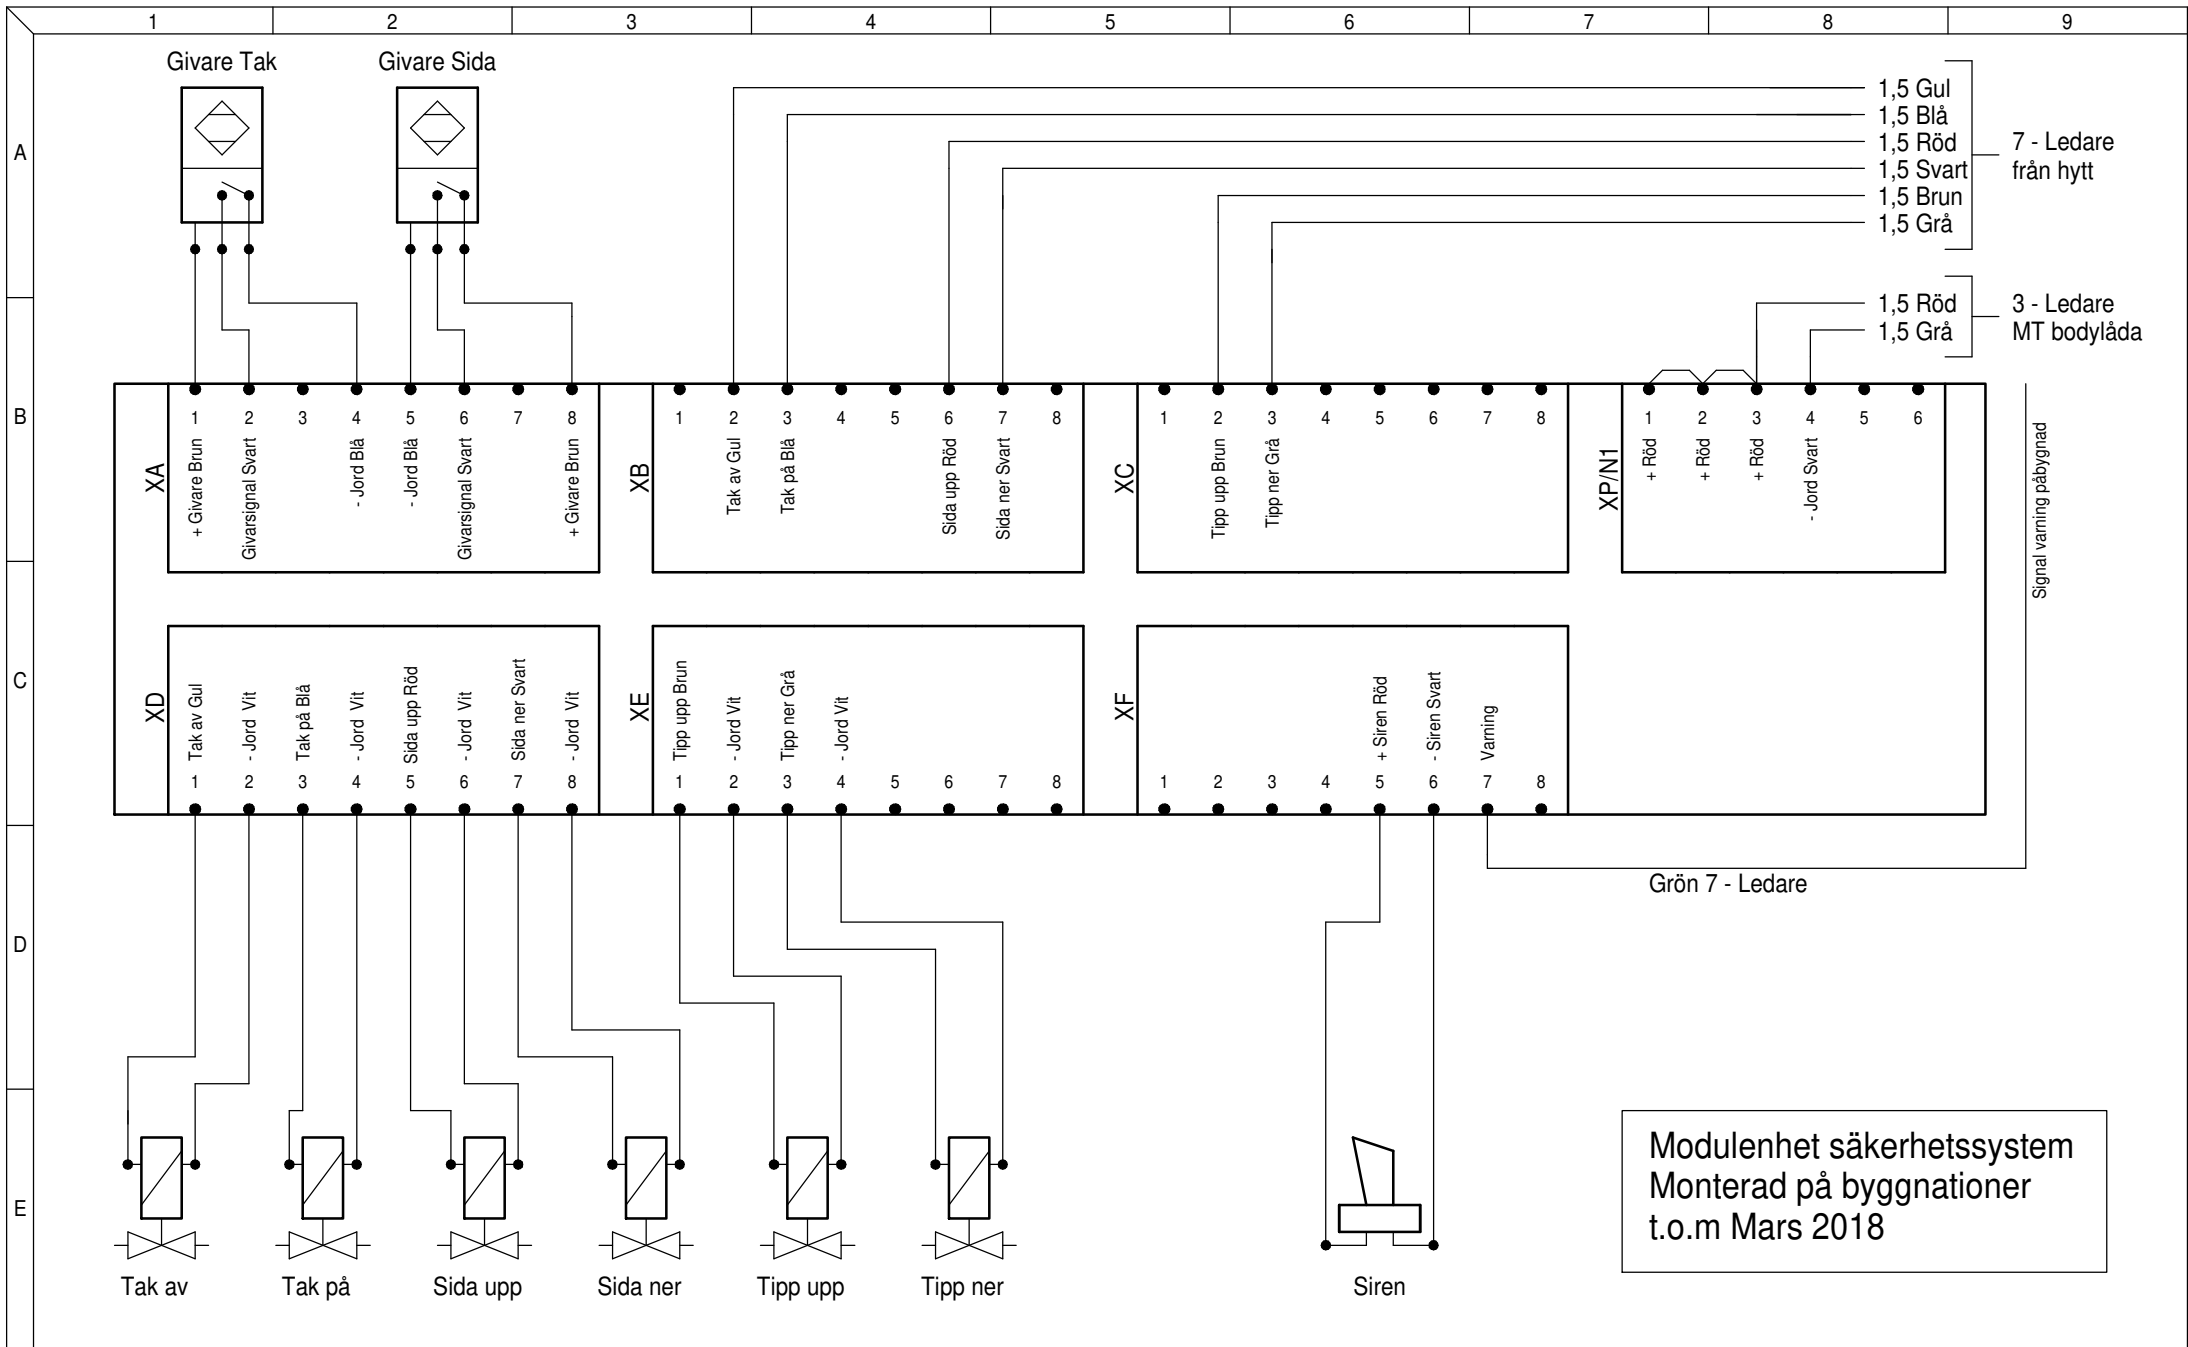 1 2 3 4 5 6 7 8 9
Givare Tak
Givare Sida
1,5 Gul
1,5 Blå
1,5 Röd
1,5 Svart
1,5 Brun
1,5 Grå
7 - Ledare
från hytt
A
1,5 Röd
1,5 Grå
3 - Ledare
MT bodylåda
B
XA
1 2 3 4 5 6 7 8
+ Givare Brun
Givarsignal Svart
- Jord Blå
- Jord Blå
Givarsignal Svart
+ Givare Brun
XB
1 2 3 4 5 6 7 8
Tak av Gul
Tak på Blå
Sida upp Röd
Sida ner Svart
XC
1 2 3 4 5 6 7 8
Tipp upp Brun
Tipp ner Grå
XP/N1
1 2 3 4 5 6
+ Röd
+ Röd
+ Röd
- Jord Svart
Signal varning påbygnad
C
XD
Tak av Gul
- Jord Vit
Tak på Blå
- Jord Vit
Sida upp Röd
- Jord Vit
Sida ner Svart
- Jord Vit
1 2 3 4 5 6 7 8
XE
Tipp upp Brun
- Jord Vit
Tipp ner Grå
- Jord Vit
1 2 3 4 5 6 7 8
XF
+ Siren Röd
- Siren Svart
Varning
1 2 3 4 5 6 7 8
Grön 7 - Ledare
D
E
Tak av
Tak på
Sida upp
Sida ner
Tipp upp
Tipp ner
Siren
Modulenhet säkerhetssystem
Monterad på byggnationer
t.o.m Mars 2018